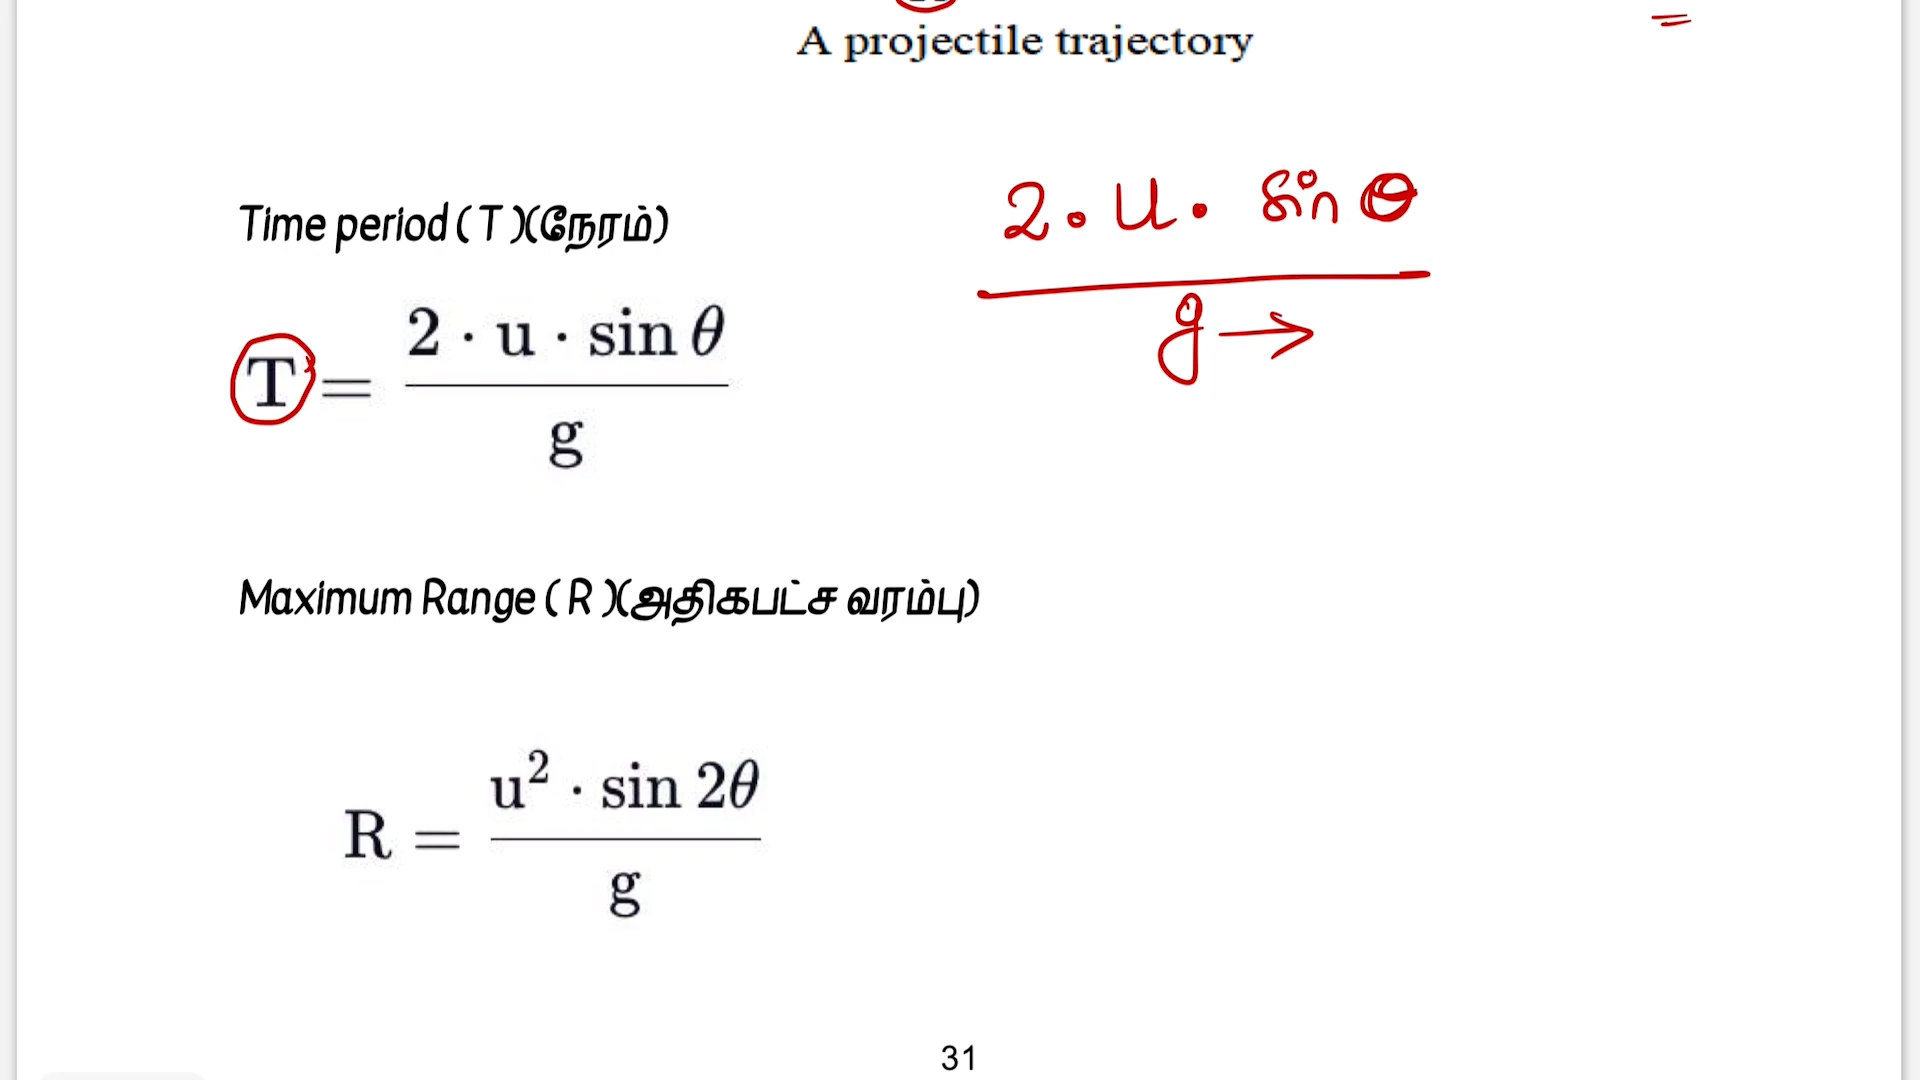 A projectile trajectory
Time period ( T )(நேரம்)
T = 2 · u · sin θ / g
2 . u . sin θ
g →
Maximum Range ( R )(அதிகபட்ச வரம்பு)
R = u² · sin 2θ / g
31